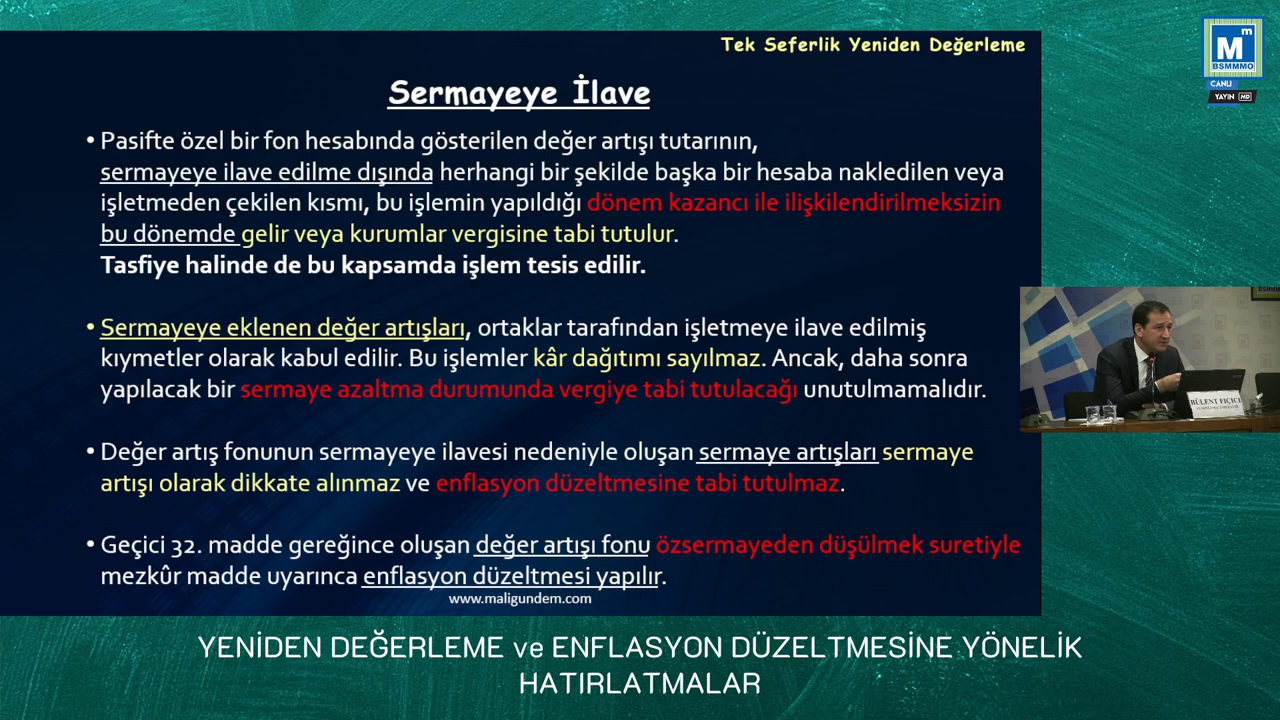 Tek Seferlik Yeniden Değerleme
Sermayeye İlave
• Pasifte özel bir fon hesabında gösterilen değer artışı tutarının,
sermayeye ilave edilme dışında herhangi bir şekilde başka bir hesaba nakledilen veya
işletmeden çekilen kısmı, bu işlemin yapıldığı dönem kazancı ile ilişkilendirilmeksizin
bu dönemde gelir veya kurumlar vergisine tabi tutulur.
Tasfiye halinde de bu kapsamda işlem tesis edilir.
• Sermayeye eklenen değer artışları, ortaklar tarafından işletmeye ilave edilmiş
kıymetler olarak kabul edilir. Bu işlemler kâr dağıtımı sayılmaz. Ancak, daha sonra
yapılacak bir sermaye azaltma durumunda vergiye tabi tutulacağı unutulmamalıdır.
• Değer artış fonunun sermayeye ilavesi nedeniyle oluşan sermaye artışları sermaye
artışı olarak dikkate alınmaz ve enflasyon düzeltmesine tabi tutulmaz.
• Geçici 32. madde gereğince oluşan değer artışı fonu özsermayeden düşülmek suretiyle
mezkûr madde uyarınca enflasyon düzeltmesi yapılır.
www.maligundem.com
M m
BSMMMO
CANLI
YAYIN HD
BÜLENT FIÇICI
YENİDEN DEĞERLEME ve ENFLASYON DÜZELTMESİNE YÖNELİK
HATIRLATMALAR